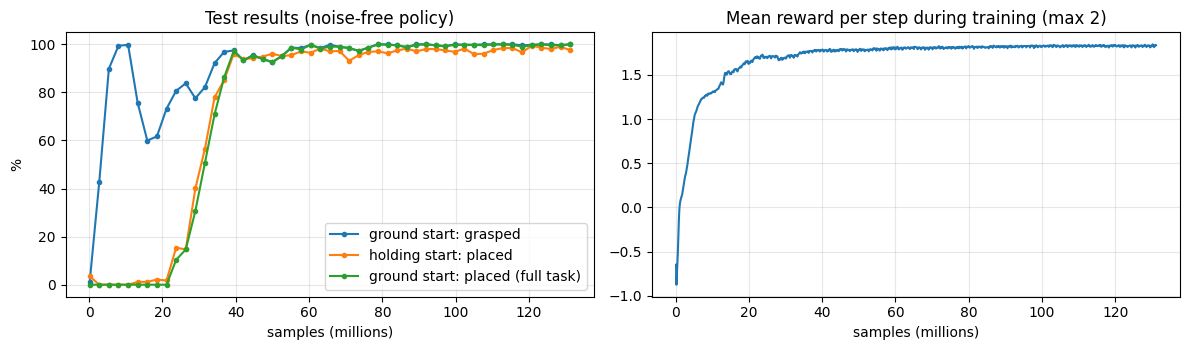 Test results (noise-free policy)
%
100
80
60
40
20
0
0 20 40 60 80 100 120
samples (millions)
ground start: grasped
holding start: placed
ground start: placed (full task)
Mean reward per step during training (max 2)
1.5
1.0
0.5
0.0
−0.5
−1.0
0 20 40 60 80 100 120
samples (millions)